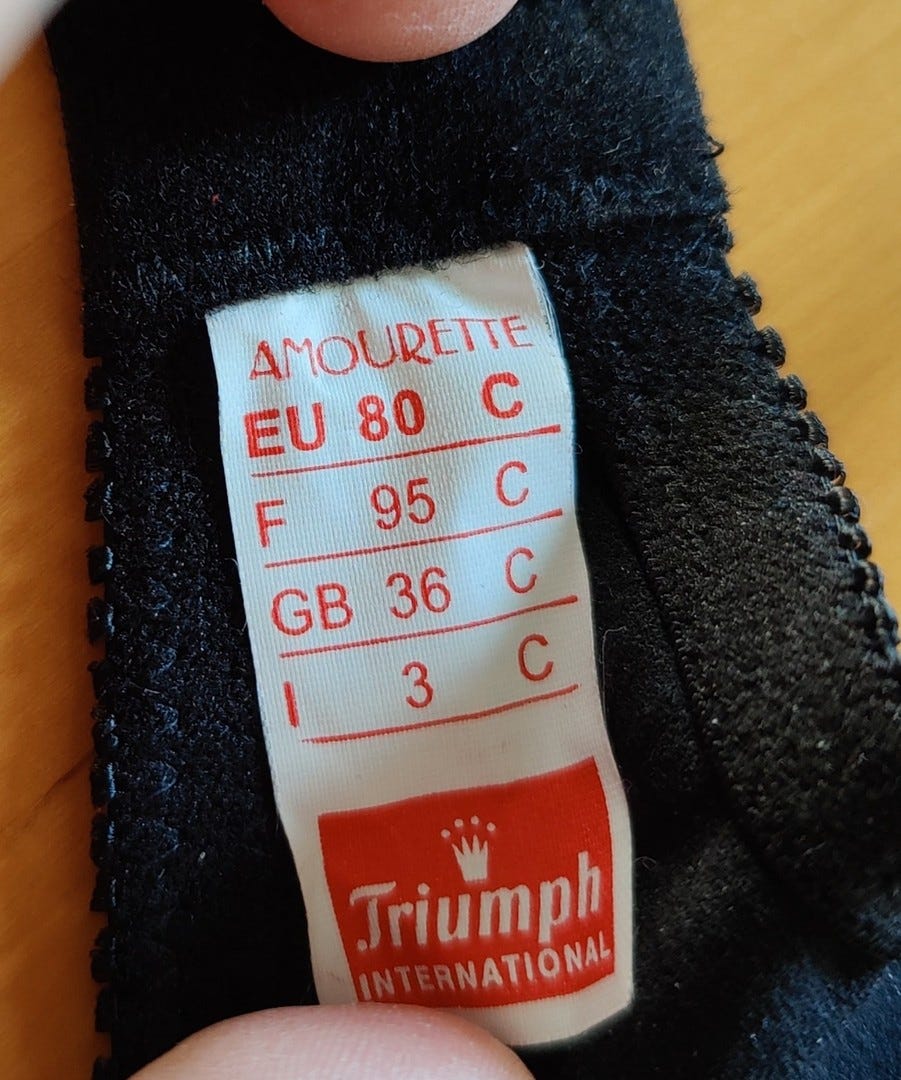 AMOURETTE
EU 80 C
F 95 C
GB 36 C
I 3 C
Triumph
INTERNATIONAL